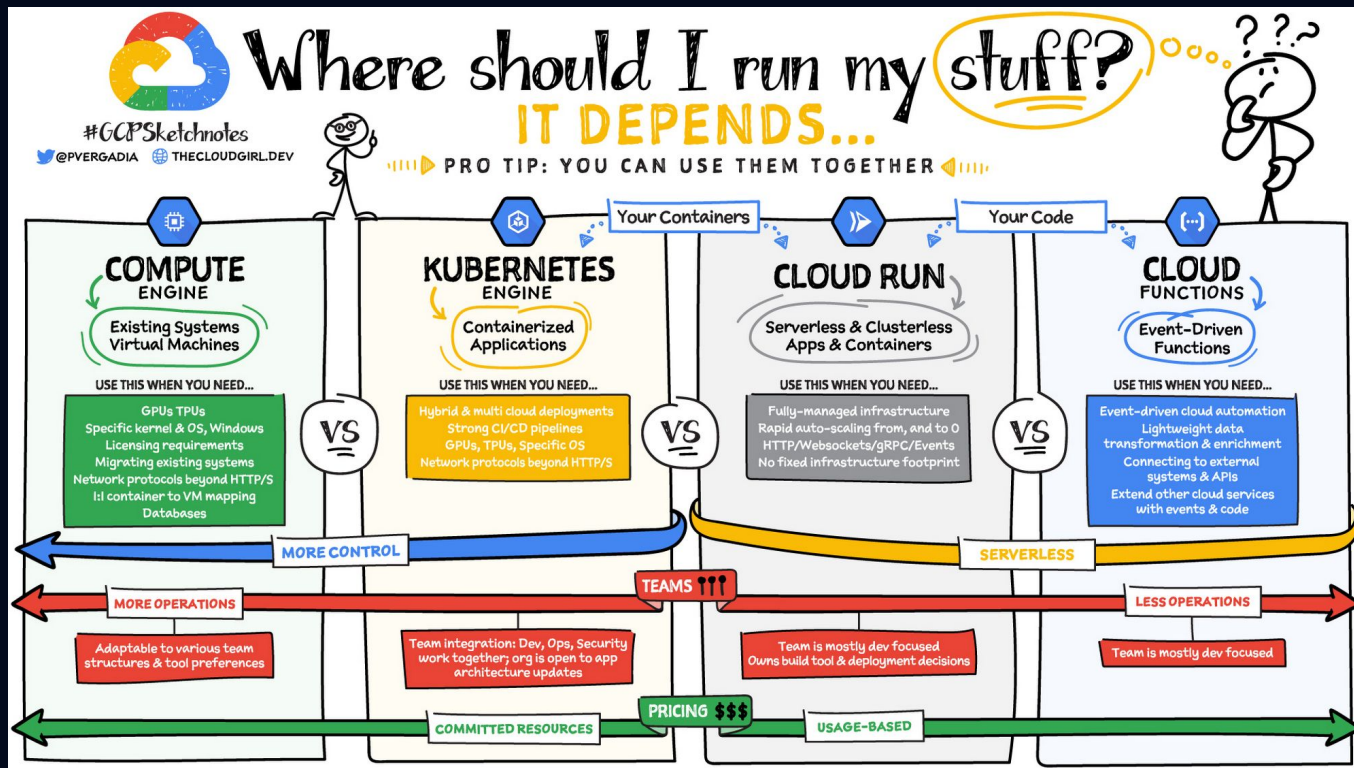 Where should I run my stuff?
? ? ?
IT DEPENDS...
#GCPSketchnotes
@PVERGADIA THECLOUDGIRL.DEV
PRO TIP: YOU CAN USE THEM TOGETHER
Your Containers
Your Code
COMPUTE
ENGINE
Existing Systems
Virtual Machines
USE THIS WHEN YOU NEED...
GPUs TPUs
Specific kernel & OS, Windows
Licensing requirements
Migrating existing systems
Network protocols beyond HTTP/S
1:1 container to VM mapping
Databases
VS
KUBERNETES
ENGINE
Containerized
Applications
USE THIS WHEN YOU NEED...
Hybrid & multi cloud deployments
Strong CI/CD pipelines
GPUs, TPUs, Specific OS
Network protocols beyond HTTP/S
VS
CLOUD RUN
Serverless & Clusterless
Apps & Containers
USE THIS WHEN YOU NEED...
Fully-managed infrastructure
Rapid auto-scaling from, and to 0
HTTP/Websockets/gRPC/Events
No fixed infrastructure footprint
VS
CLOUD
FUNCTIONS
Event-Driven
Functions
USE THIS WHEN YOU NEED...
Event-driven cloud automation
Lightweight data
transformation & enrichment
Connecting to external
systems & APIs
Extend other cloud services
with events & code
MORE CONTROL
SERVERLESS
TEAMS
MORE OPERATIONS
LESS OPERATIONS
Adaptable to various team
structures & tool preferences
Team integration: Dev, Ops, Security
work together; org is open to app
architecture updates
Team is mostly dev focused
Owns build tool & deployment decisions
Team is mostly dev focused
PRICING $$$
COMMITTED RESOURCES
USAGE-BASED